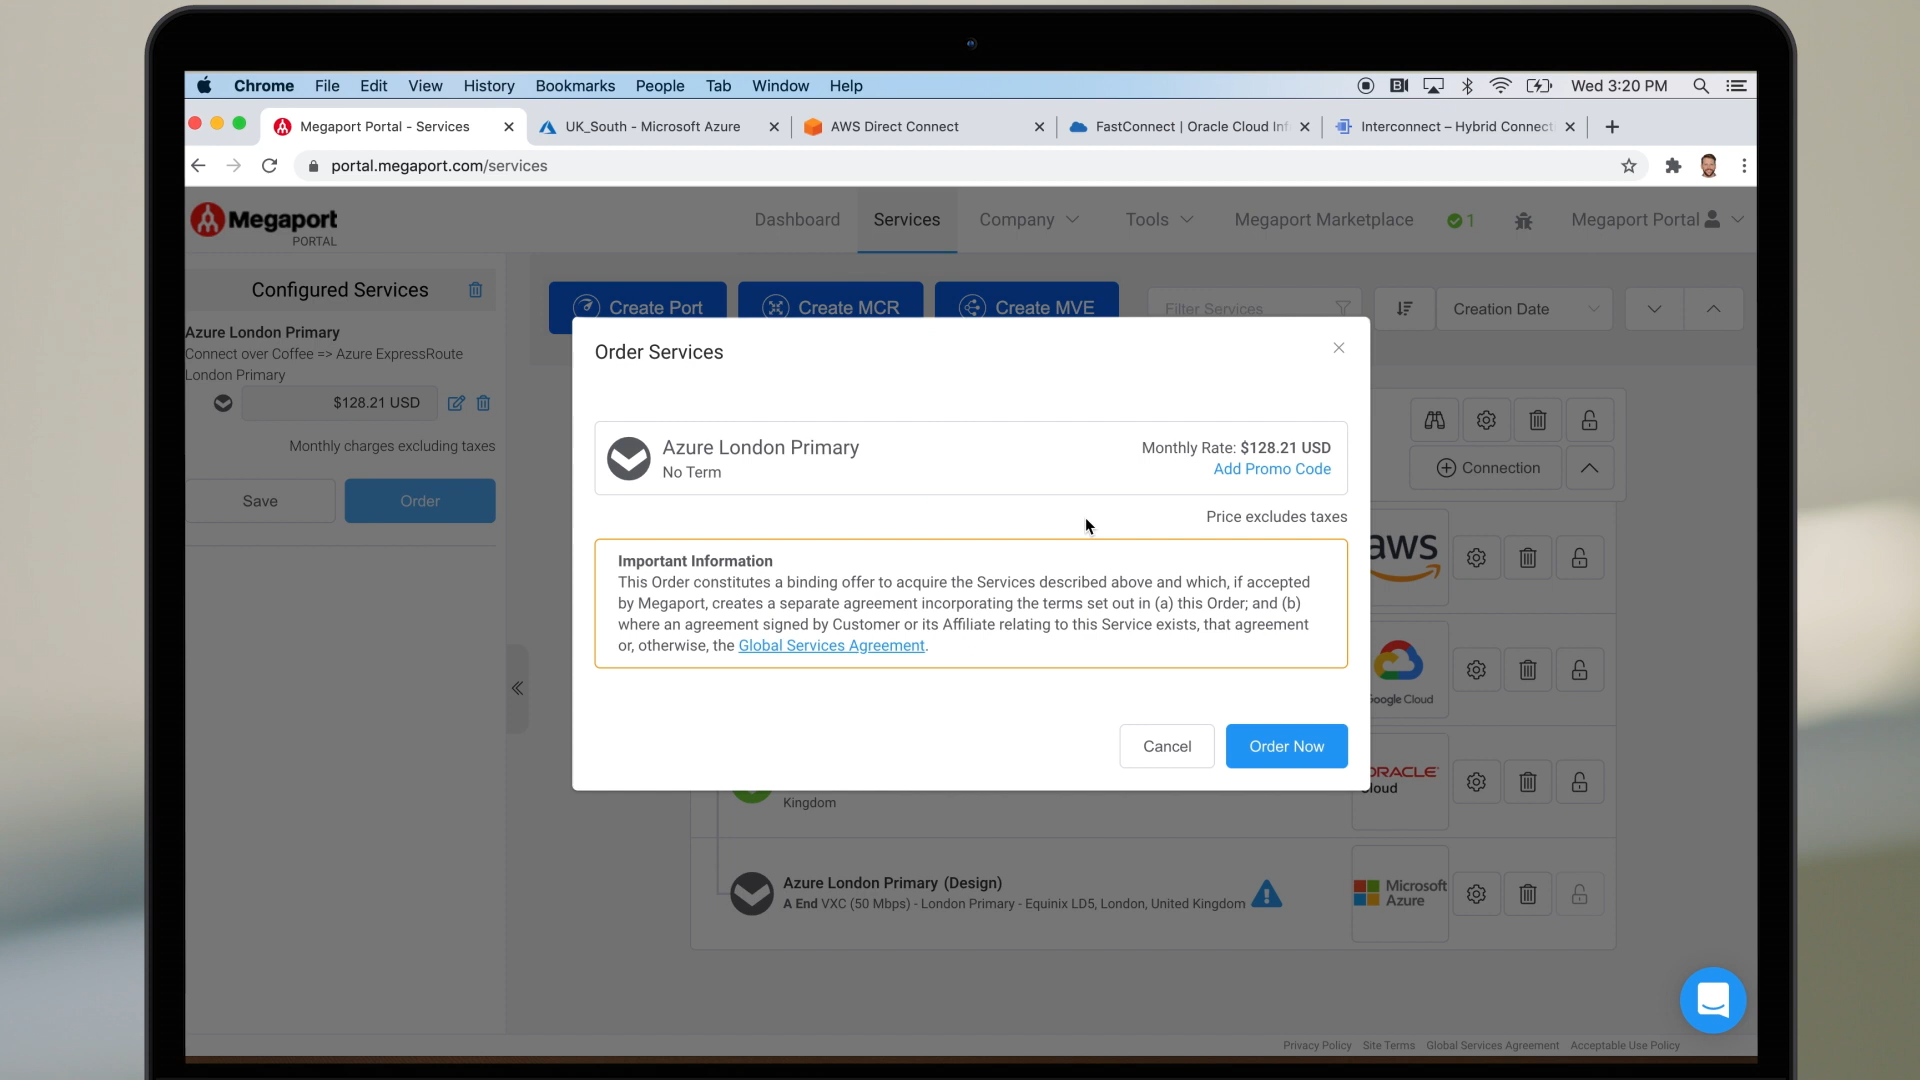 Chrome File Edit View History Bookmarks People Tab Window Help Wed 3:20 PM
Megaport Portal - Services UK_South - Microsoft Azure AWS Direct Connect FastConnect | Oracle Cloud Inf Interconnect – Hybrid Connecti
portal.megaport.com/services
Megaport
PORTAL
Dashboard Services Company Tools Megaport Marketplace 1 Megaport Portal
Configured Services
Azure London Primary
Connect over Coffee => Azure ExpressRoute
London Primary
$128.21 USD
Monthly charges excluding taxes
Save Order
Create Port Create MCR Create MVE Filter Services Creation Date
Order Services
Azure London Primary
No Term
Monthly Rate: $128.21 USD
Add Promo Code
Price excludes taxes
Important Information
This Order constitutes a binding offer to acquire the Services described above and which, if accepted
by Megaport, creates a separate agreement incorporating the terms set out in (a) this Order; and (b)
where an agreement signed by Customer or its Affiliate relating to this Service exists, that agreement
or, otherwise, the Global Services Agreement.
Cancel Order Now
Connection
aws
oogle Cloud
ORACLE
loud
Kingdom
Azure London Primary (Design)
A End VXC (50 Mbps) - London Primary - Equinix LD5, London, United Kingdom
Microsoft
Azure
Privacy Policy Site Terms Global Services Agreement Acceptable Use Policy